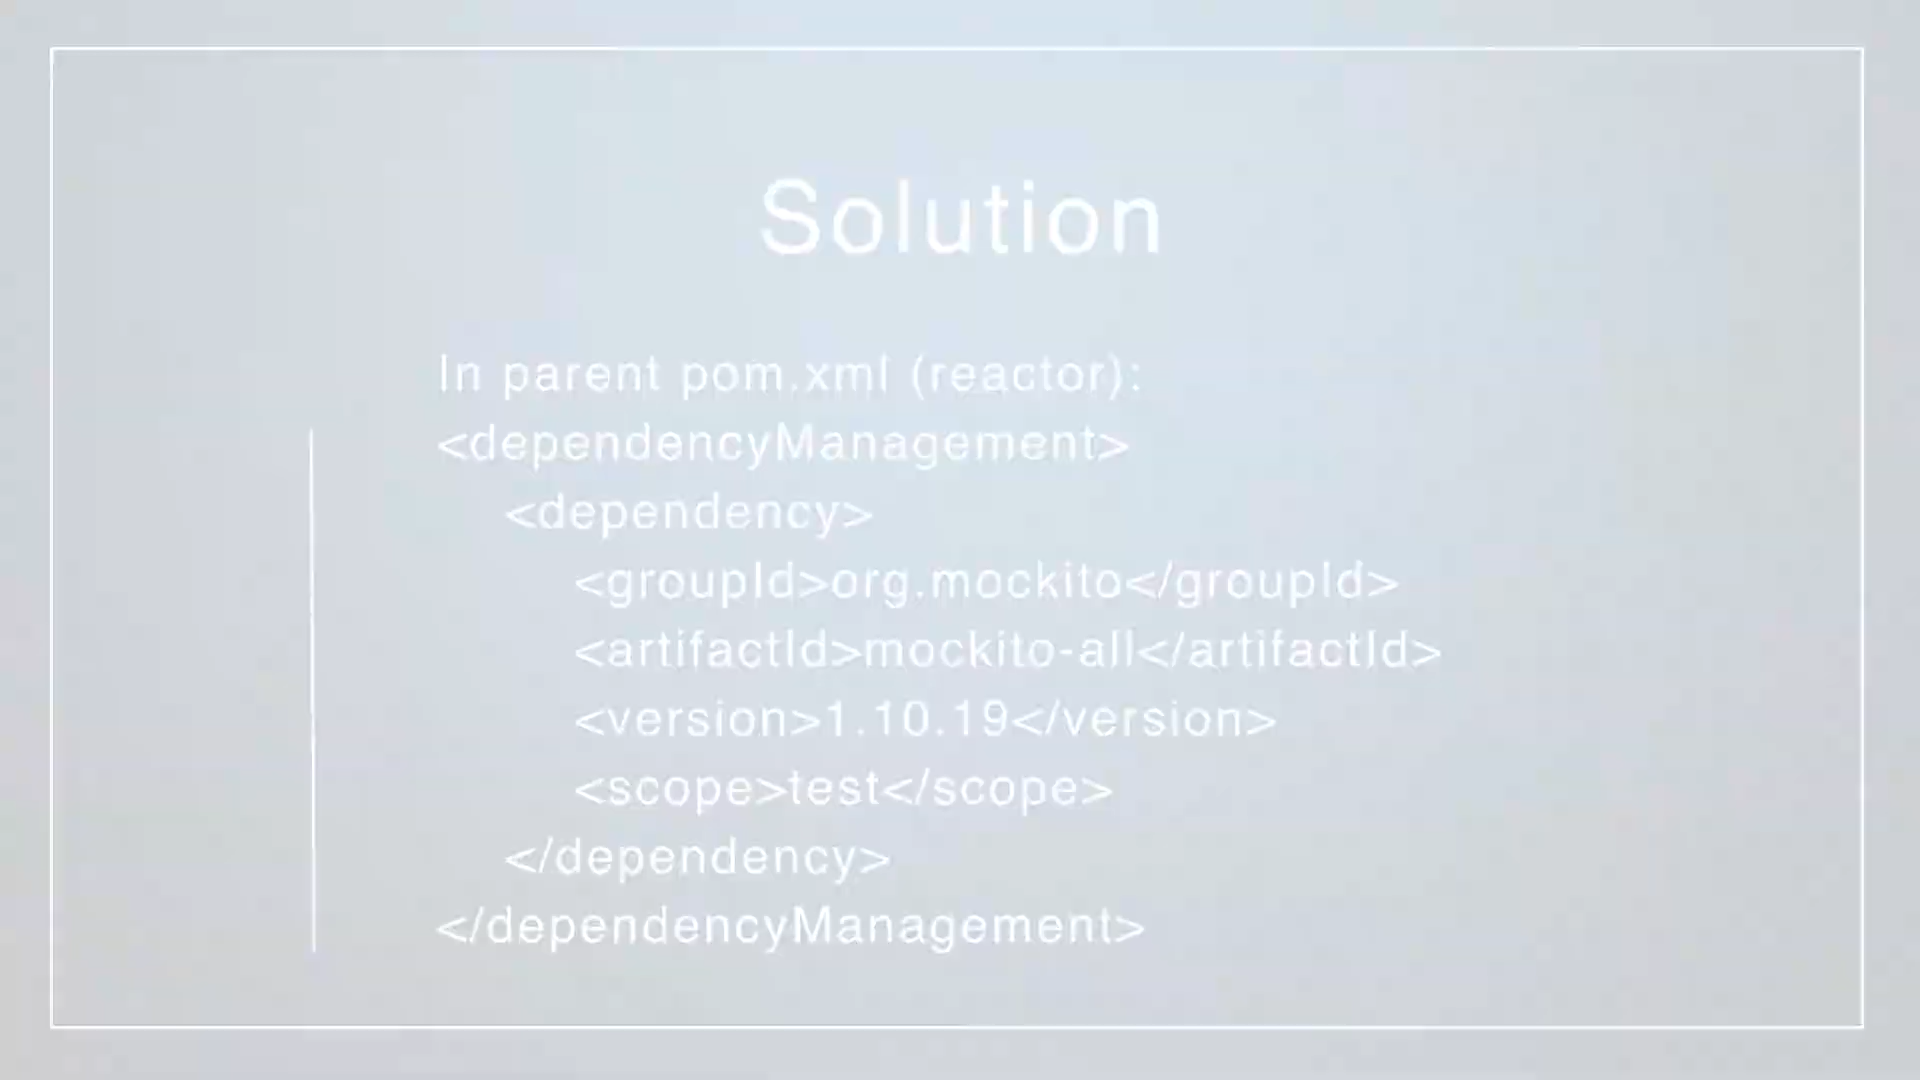 Solution
In parent pom.xml (reactor):
<dependencyManagement>
<dependency>
<groupId>org.mockito</groupId>
<artifactId>mockito-all</artifactId>
<version>1.10.19</version>
<scope>test</scope>
</dependency>
</dependencyManagement>